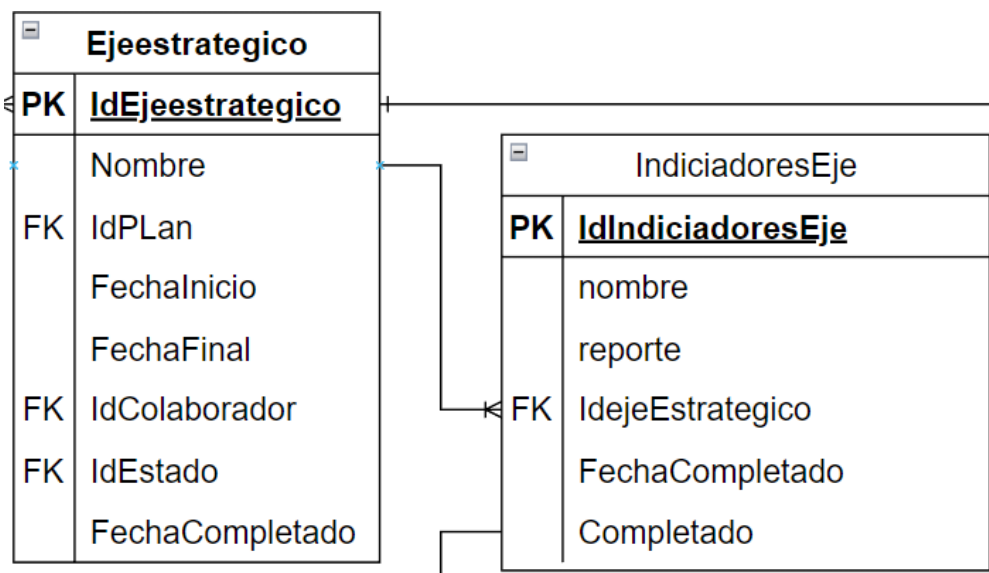 Ejeestrategico
PK IdEjeestrategico
Nombre
FK IdPLan
FechaInicio
FechaFinal
FK IdColaborador
FK IdEstado
FechaCompletado
IndiciadoresEje
PK IdIndiciadoresEje
nombre
reporte
FK IdejeEstrategico
FechaCompletado
Completado